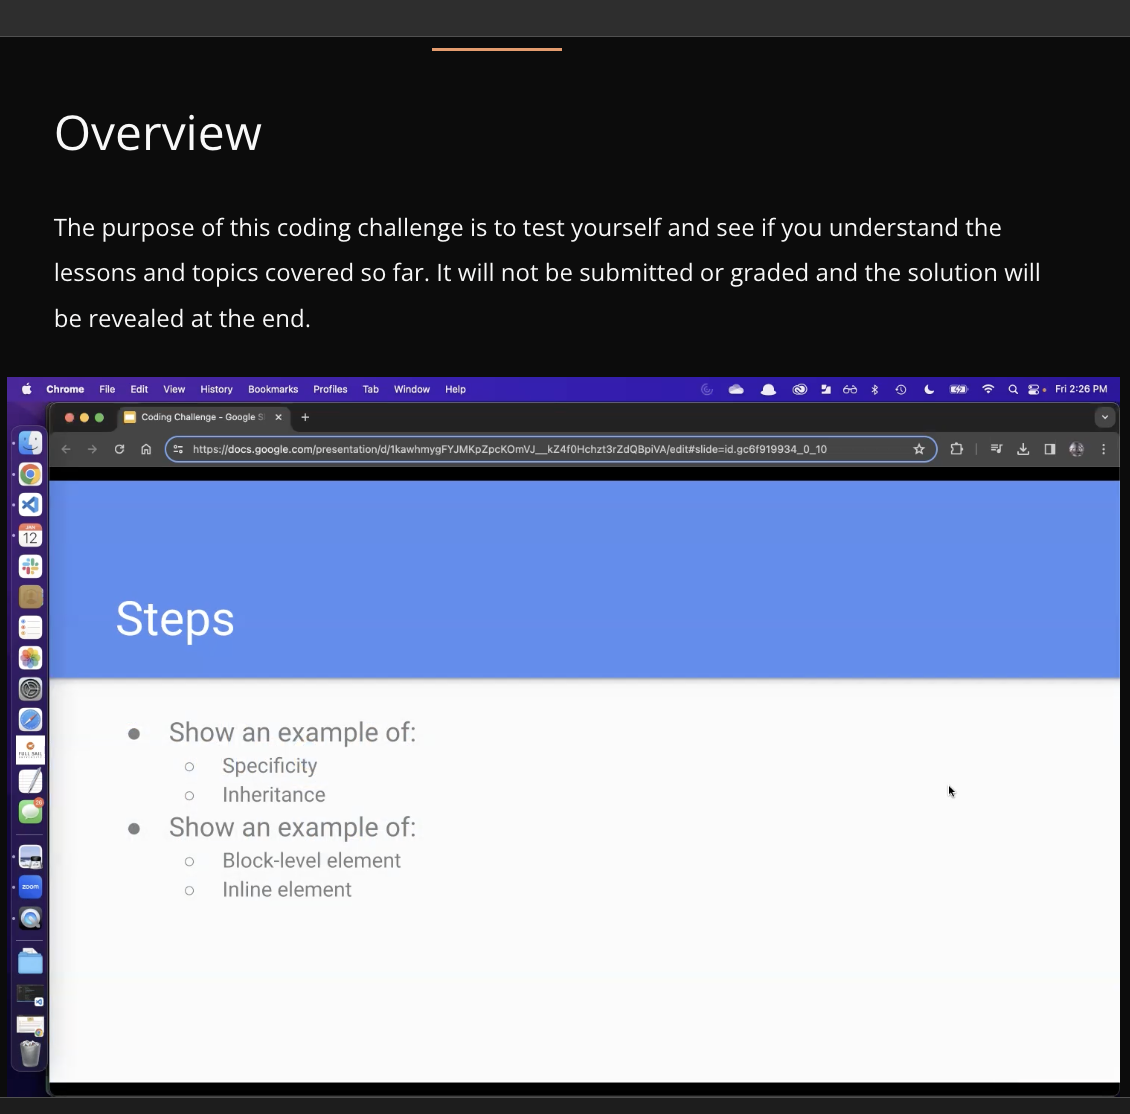 Overview
The purpose of this coding challenge is to test yourself and see if you understand the
lessons and topics covered so far. It will not be submitted or graded and the solution will
be revealed at the end.
Chrome File Edit View History Bookmarks Profiles Tab Window Help Fri 2:26 PM
Coding Challenge - Google S
https://docs.google.com/presentation/d/1kawhmygFYJMKpZpcKOmVJ__kZ4f0Hchzt3rZdQBpiVA/edit#slide=id.gc6f919934_0_10
JAN
12
Steps
Show an example of:
Specificity
Inheritance
FULL SAIL
Show an example of:
Block-level element
zoom
Inline element